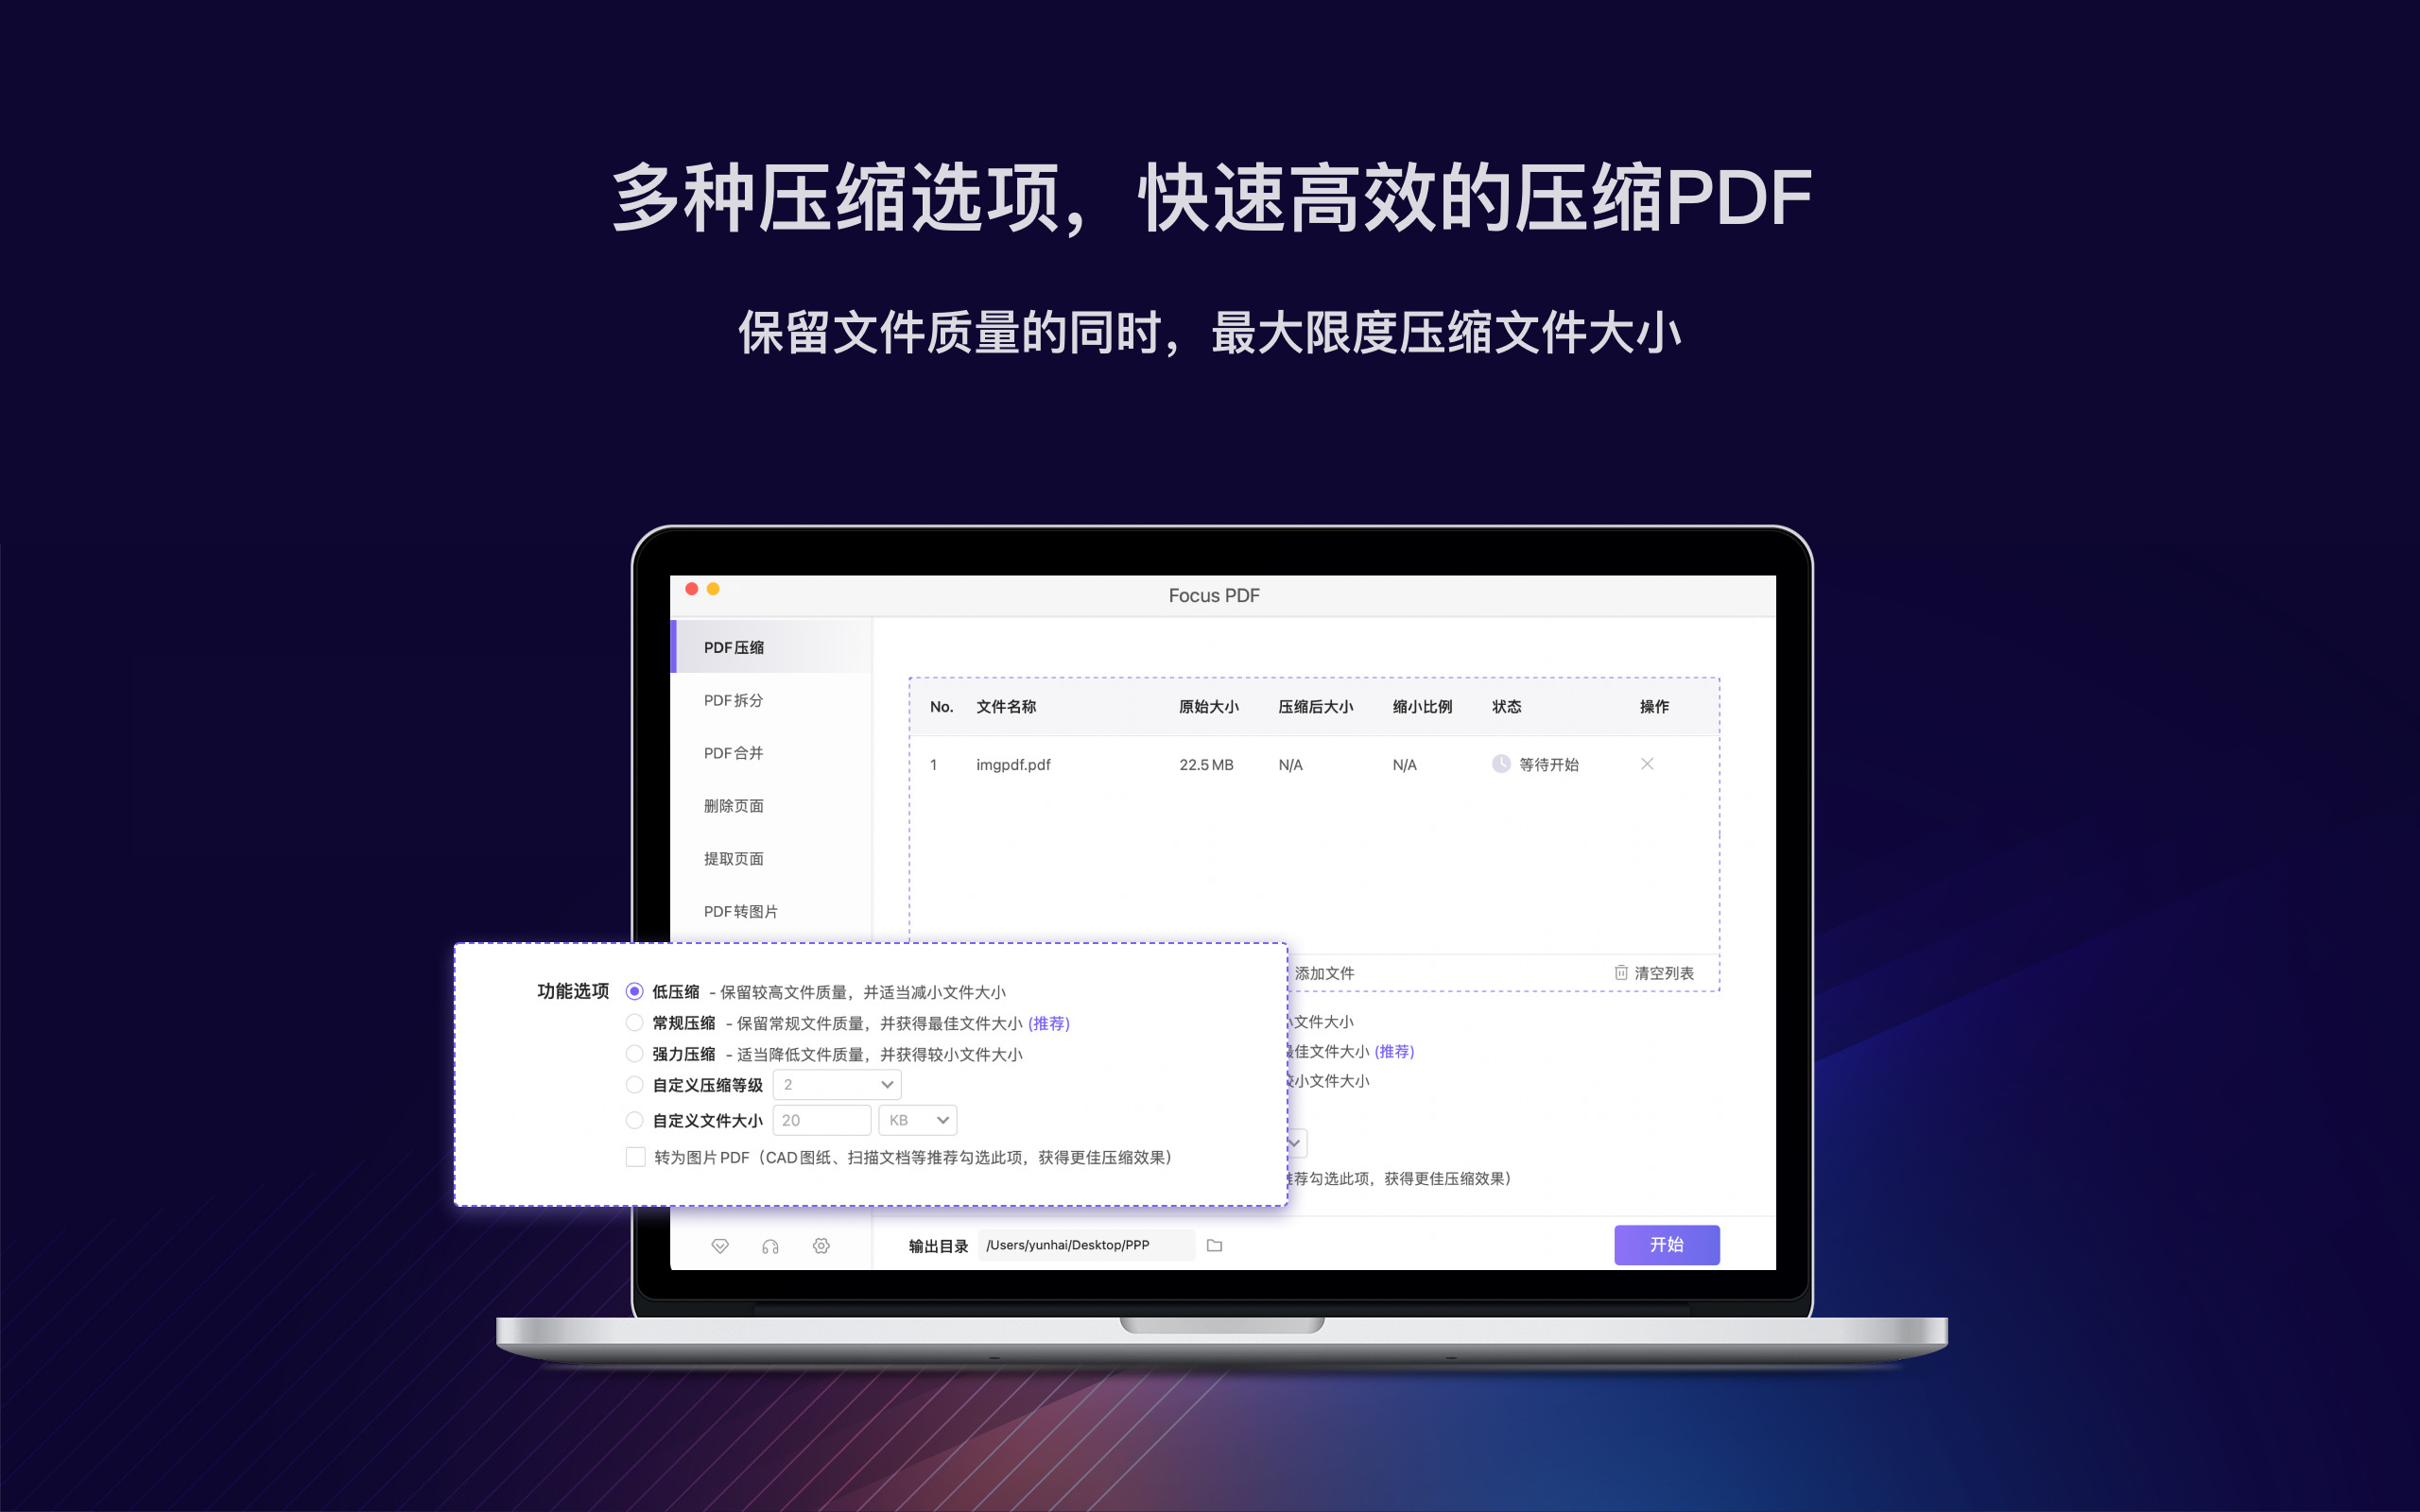 多种压缩选项，快速高效的压缩PDF
保留文件质量的同时，最大限度压缩文件大小
Focus PDF
PDF压缩
PDF拆分
PDF合并
删除页面
提取页面
PDF转图片
No. 文件名称 原始大小 压缩后大小 缩小比例 状态 操作
1 imgpdf.pdf 22.5 MB N/A N/A 等待开始
添加文件 清空列表
功能选项 低压缩 - 保留较高文件质量，并适当减小文件大小
常规压缩 - 保留常规文件质量，并获得最佳文件大小 (推荐)
强力压缩 - 适当降低文件质量，并获得较小文件大小
自定义压缩等级 2
自定义文件大小 20 KB
转为图片PDF（CAD图纸、扫描文档等推荐勾选此项，获得更佳压缩效果）
文件大小
佳文件大小 (推荐)
小文件大小
荐勾选此项，获得更佳压缩效果）
输出目录 /Users/yunhai/Desktop/PPP 开始